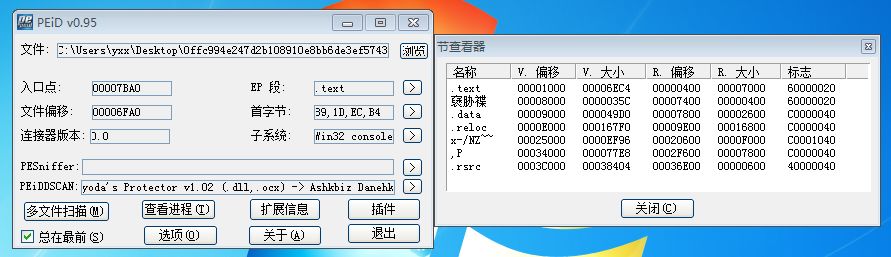 PEiD v0.95
文件: C:\Users\yxx\Desktop\0ffc994e247d2b108910e8bb6de3ef5743 浏览
入口点: 00007BA0 EP 段: .text >
文件偏移: 00006FA0 首字节: 39,1D,EC,B4 >
连接器版本: 0.0 子系统: Win32 console >
PESniffer: >
PEiDDSCAN: yoda's Protector v1.02 (.dll,.ocx) -> Ashkbiz Danehk >
多文件扫描(M) 查看进程(T) 扩展信息 插件
总在最前(S) 选项(O) 关于(A) 退出
节查看器
名称 V. 偏移 V. 大小 R. 偏移 R. 大小 标志
.text 00001000 00006EC4 00000400 00007000 60000020
00008000 0000035C 00007400 00000400 60000020
.data 00009000 000049D0 00007800 00002600 C0000040
.reloc 0000E000 000167F0 00009E00 00016800 C0000040
x-/NZ~~ 00025000 0000EF96 00020600 0000F000 C0001040
,P 00034000 000077E8 0002F600 00007800 C0000040
.rsrc 0003C000 00038404 00036E00 00000600 40000040
关闭(C)